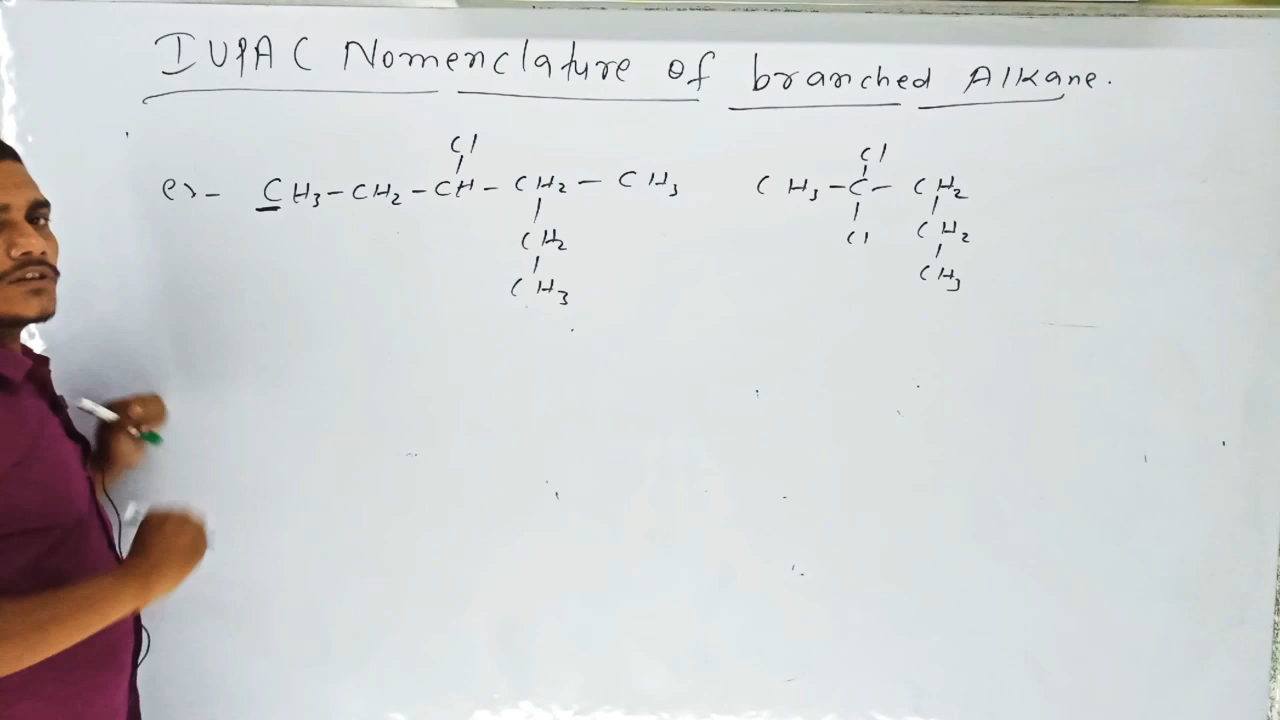 IUPAC Nomenclature of branched Alkane.
Cl Cl
ex- CH3-CH2-CH-CH2-CH3 CH3-C-CH2
CH2 Cl CH2
CH3 CH3